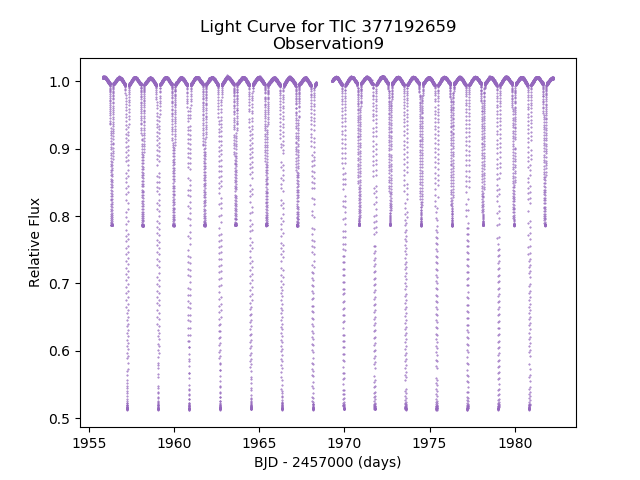 Light Curve for TIC 377192659
Observation9
1.0
0.9
0.8
0.7
0.6
0.5
Relative Flux
1955 1960 1965 1970 1975 1980
BJD - 2457000 (days)